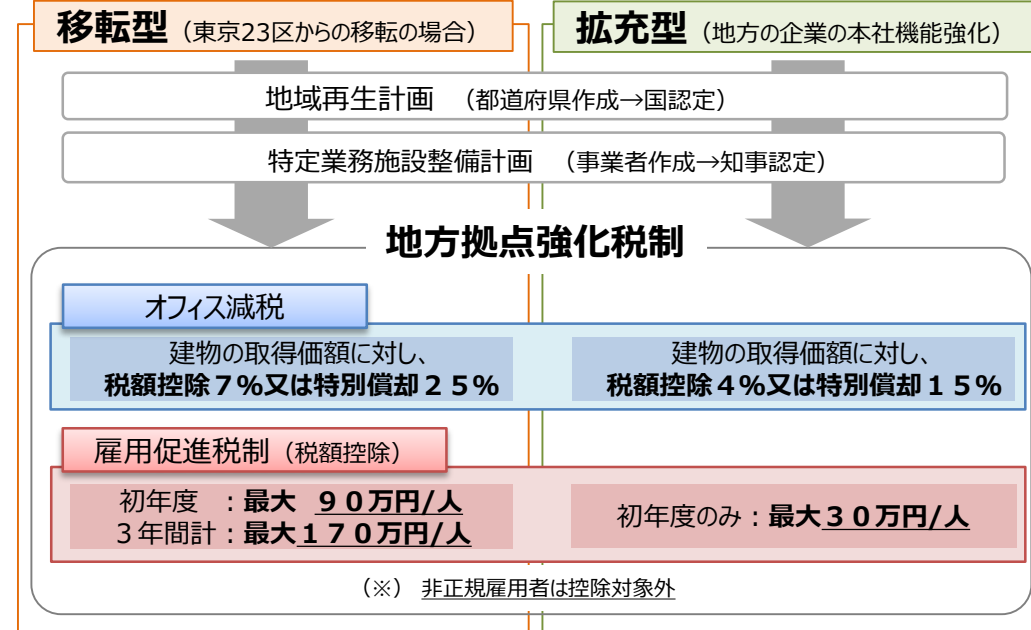 移転型（東京23区からの移転の場合）
拡充型（地方の企業の本社機能強化）
地域再生計画　（都道府県作成→国認定）
特定業務施設整備計画　（事業者作成→知事認定）
地方拠点強化税制
オフィス減税
建物の取得価額に対し、
税額控除７％又は特別償却２５％
建物の取得価額に対し、
税額控除４％又は特別償却１５％
雇用促進税制（税額控除）
初年度　：最大　９０万円/人
３年間計：最大１７０万円/人
初年度のみ：最大３０万円/人
（※）　非正規雇用者は控除対象外